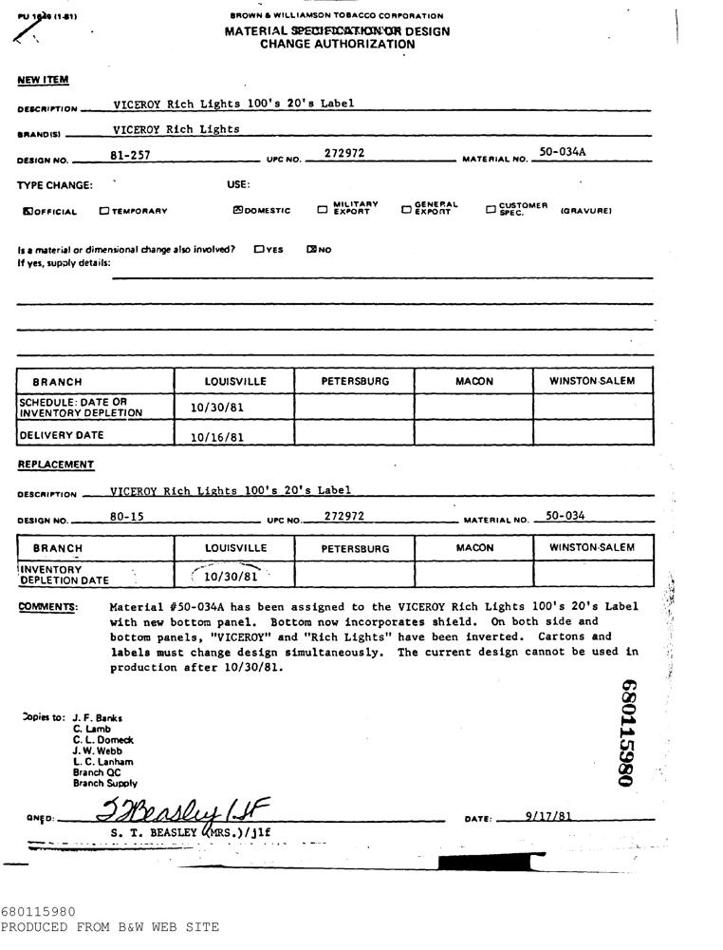 PU 1649 (1-81)
BROWN & WILLIAMSON TOBACCO CORPORATION
MATERIAL SPECIFICATION OR DESIGN
CHANGE AUTHORIZATION
NEW ITEM
DESCRIPTION VICEROY Rich Lights 100's 20's Label
BRAND(S) VICEROY Rich Lights
DESIGN NO. 81-257 UPC NO. 272972 MATERIAL NO. 50-034A
TYPE CHANGE: USE:
☒ OFFICIAL ☐ TEMPORARY ☒ DOMESTIC ☐ MILITARY EXPORT ☐ GENERAL EXPORT ☐ CUSTOMER SPEC. (GRAVURE)
Is a material or dimensional change also involved? ☐ YES ☒ NO
If yes, supply details:
BRANCH LOUISVILLE PETERSBURG MACON WINSTON-SALEM
SCHEDULE: DATE OR
INVENTORY DEPLETION 10/30/81
DELIVERY DATE 10/16/81
REPLACEMENT
DESCRIPTION VICEROY Rich Lights 100's 20's Label
DESIGN NO. 80-15 UPC NO. 272972 MATERIAL NO. 50-034
BRANCH LOUISVILLE PETERSBURG MACON WINSTON-SALEM
INVENTORY
DEPLETION DATE 10/30/81
COMMENTS: Material #50-034A has been assigned to the VICEROY Rich Lights 100's 20's Label
with new bottom panel. Bottom now incorporates shield. On both side and
bottom panels, "VICEROY" and "Rich Lights" have been inverted. Cartons and
labels must change design simultaneously. The current design cannot be used in
production after 10/30/81.
680115980
Copies to: J. F. Banks
C. Lamb
C. L. Domeck
J. W. Webb
L. C. Lanham
Branch QC
Branch Supply
GNED: S T Beasley / jlf DATE: 9/17/81
S. T. BEASLEY (MRS.)/jlf
680115980
PRODUCED FROM B&W WEB SITE